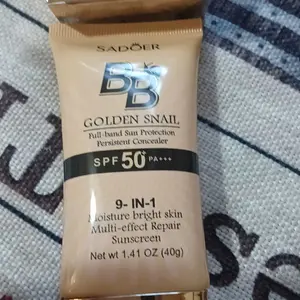 SADOER
BB
GOLDEN SNAIL
Full-band Sun Protection
Persistent Concealer
SPF 50+ PA+++
9- IN-1
Moisture bright skin
Multi-effect Repair
Sunscreen
Net wt 1.41 OZ (40g)